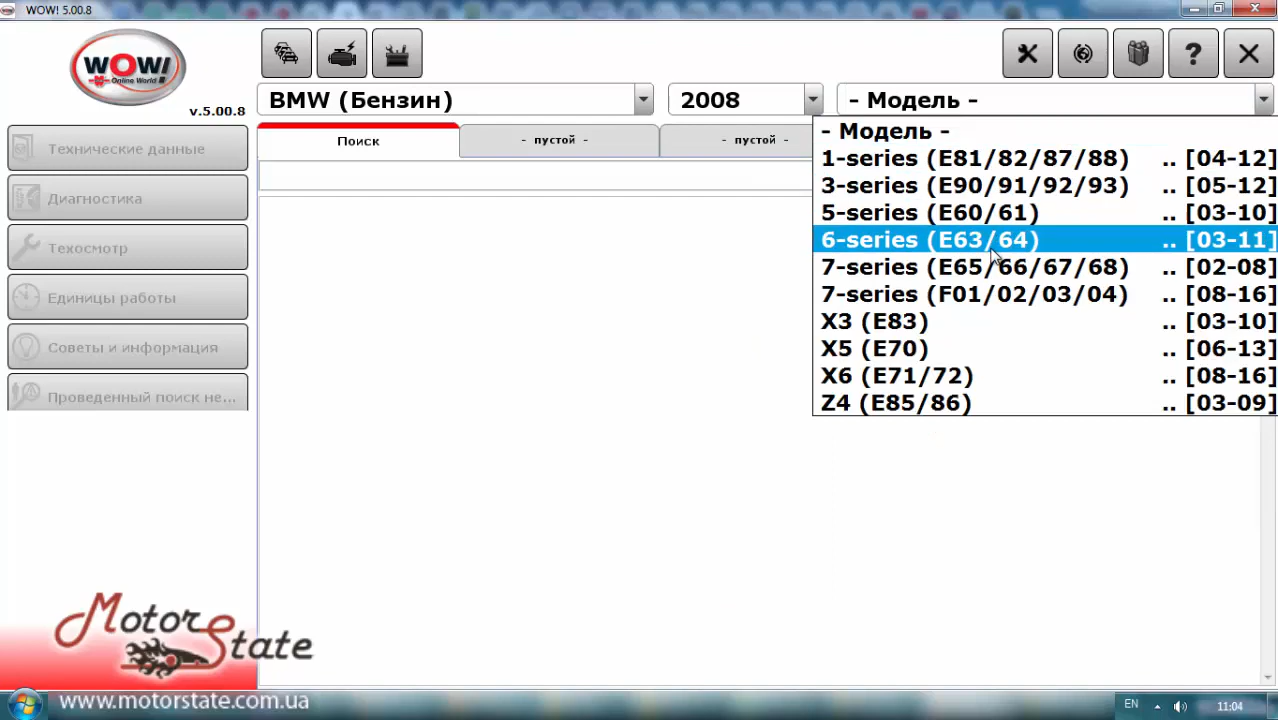 WOW! 5.00.8
WOW!
Online World
v.5.00.8
BMW (Бензин)
2008
- Модель -
Поиск
- пустой -
- пустой -
- Модель -
1-series (E81/82/87/88) .. [04-12]
3-series (E90/91/92/93) .. [05-12]
5-series (E60/61) .. [03-10]
6-series (E63/64) .. [03-11]
7-series (E65/66/67/68) .. [02-08]
7-series (F01/02/03/04) .. [08-16]
X3 (E83) .. [03-10]
X5 (E70) .. [06-13]
X6 (E71/72) .. [08-16]
Z4 (E85/86) .. [03-09]
Технические данные
Диагностика
Техосмотр
Единицы работы
Советы и информация
Проведенный поиск не...
Motor
State
www.motorstate.com.ua
EN
11:04